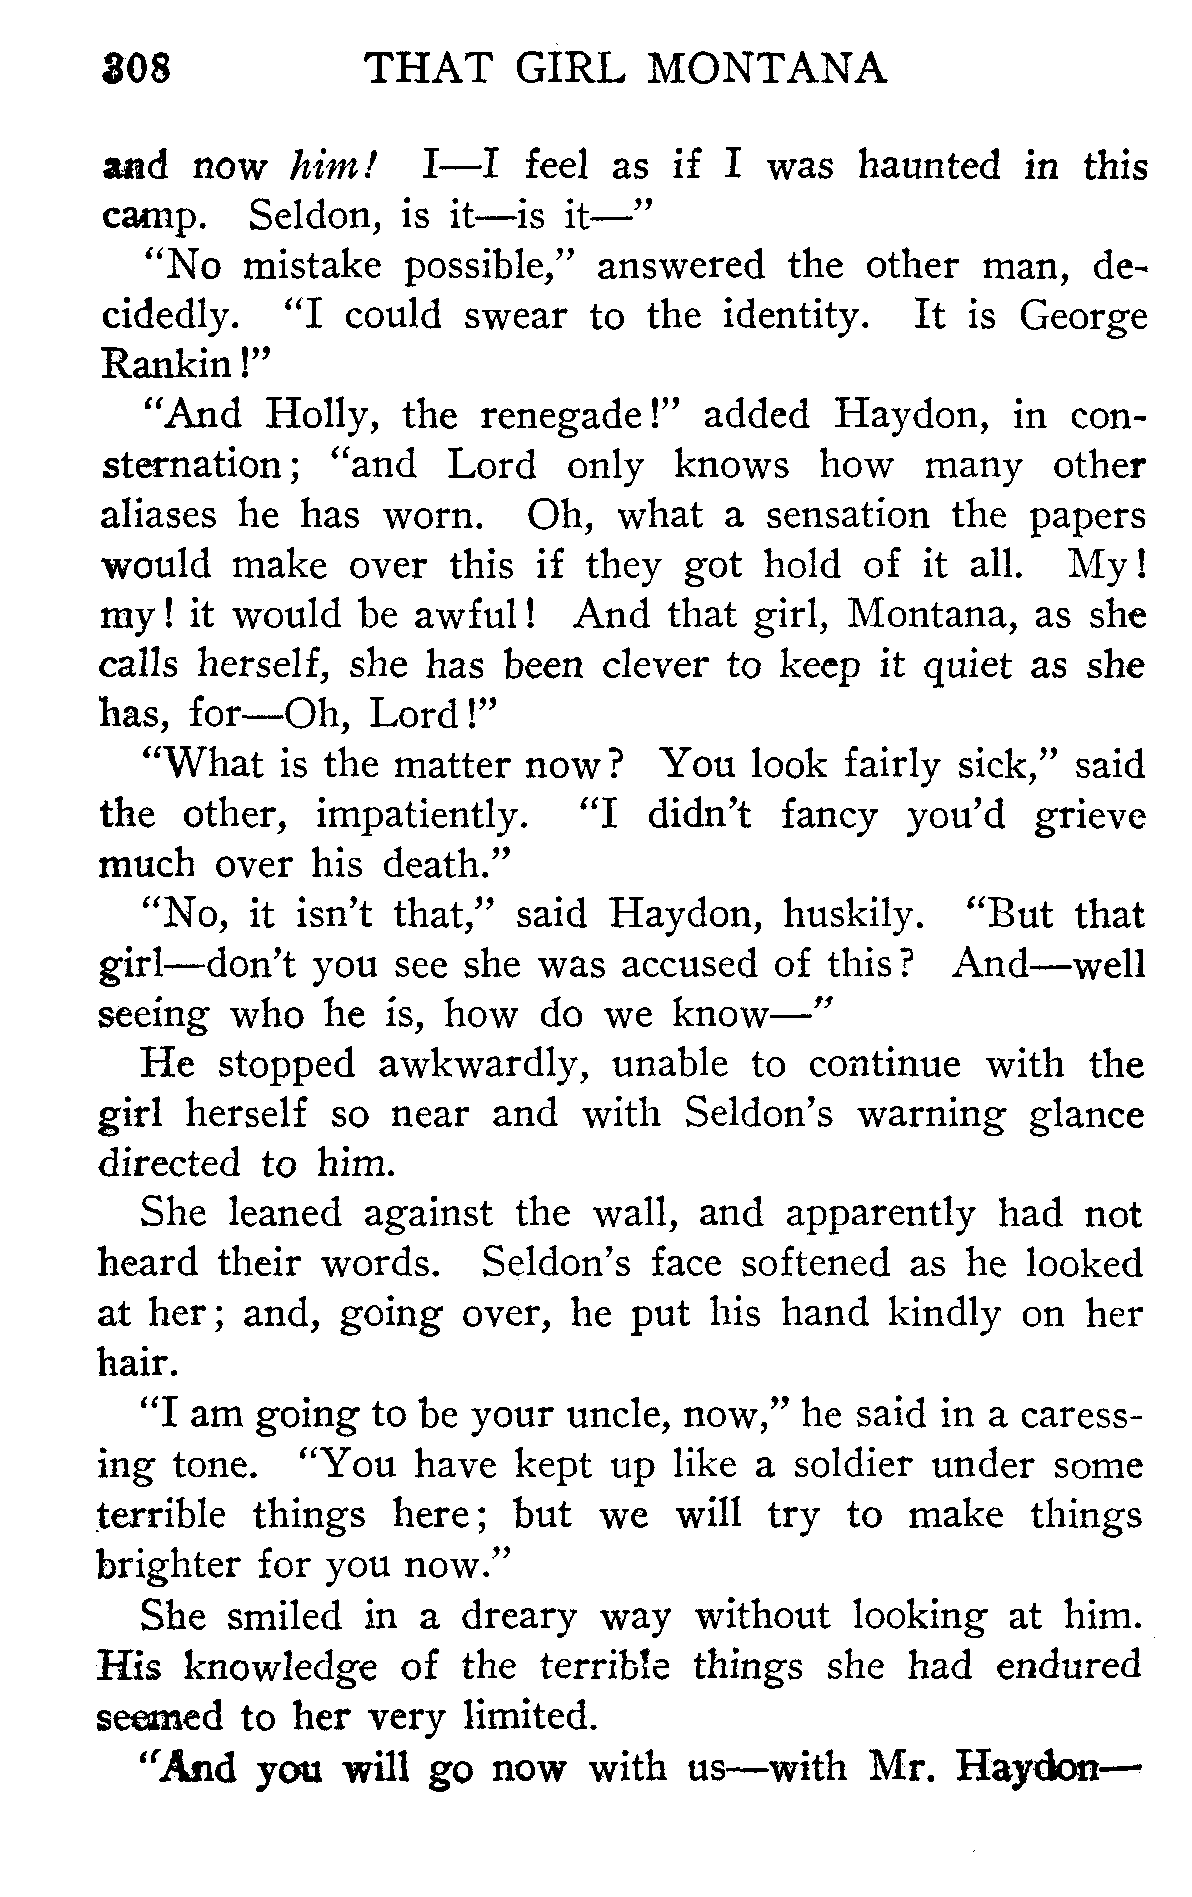 308 THAT GIRL MONTANA
and now him! I—I feel as if I was haunted in this
camp. Seldon, is it—is it—”
“No mistake possible,” answered the other man, de-
cidedly. “I could swear to the identity. It is George
Rankin!”
“And Holly, the renegade!” added Haydon, in con-
sternation; “and Lord only knows how many other
aliases he has worn. Oh, what a sensation the papers
would make over this if they got hold of it all. My!
my! it would be awful! And that girl, Montana, as she
calls herself, she has been clever to keep it quiet as she
has, for—Oh, Lord!”
“What is the matter now? You look fairly sick,” said
the other, impatiently. “I didn’t fancy you’d grieve
much over his death.”
“No, it isn’t that,” said Haydon, huskily. “But that
girl—don’t you see she was accused of this? And—well
seeing who he is, how do we know—”
He stopped awkwardly, unable to continue with the
girl herself so near and with Seldon’s warning glance
directed to him.
She leaned against the wall, and apparently had not
heard their words. Seldon’s face softened as he looked
at her; and, going over, he put his hand kindly on her
hair.
“I am going to be your uncle, now,” he said in a caress-
ing tone. “You have kept up like a soldier under some
terrible things here; but we will try to make things
brighter for you now.”
She smiled in a dreary way without looking at him.
His knowledge of the terrible things she had endured
seemed to her very limited.
“And you will go now with us—with Mr. Haydon—